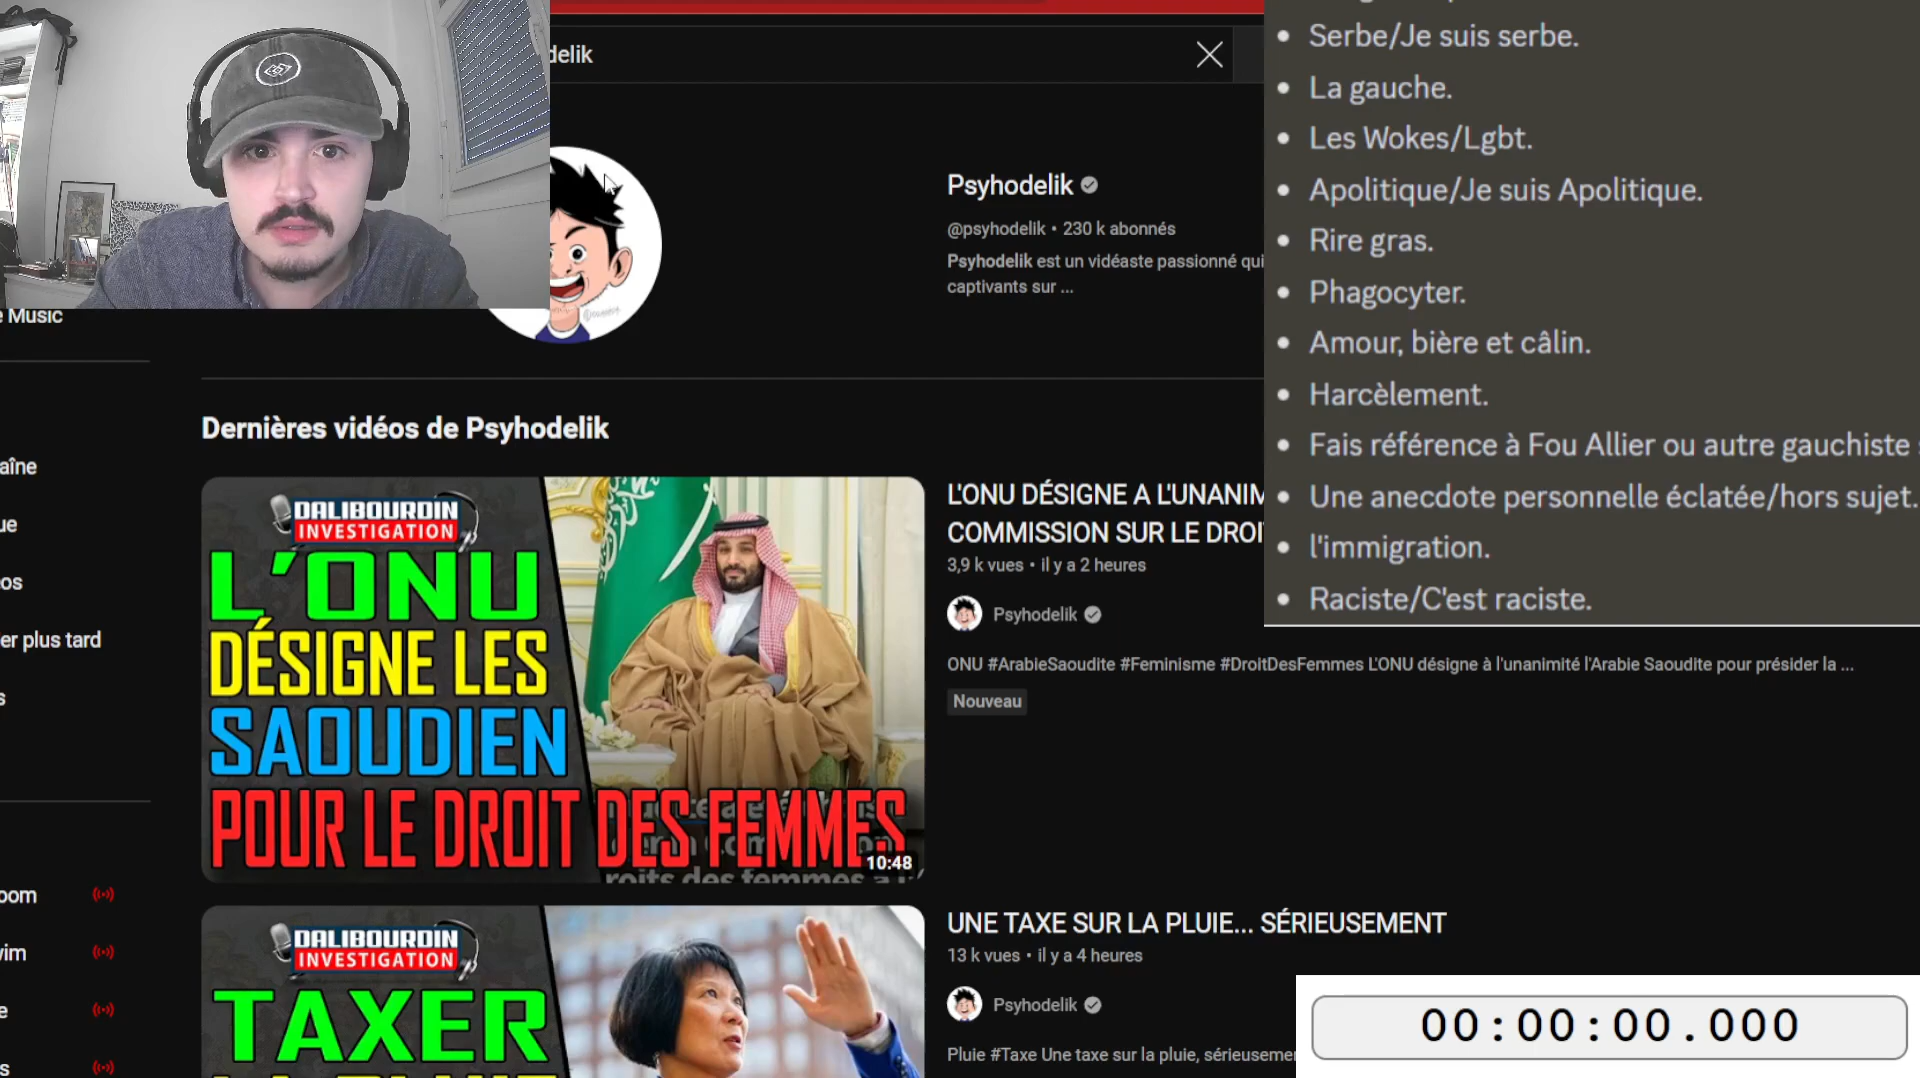 delik
Serbe/Je suis serbe.
La gauche.
Les Wokes/Lgbt.
Apolitique/Je suis Apolitique.
Rire gras.
Phagocyter.
Amour, bière et câlin.
Harcèlement.
Fais référence à Fou Allier ou autre gauchiste
Une anecdote personnelle éclatée/hors sujet.
l'immigration.
Raciste/C'est raciste.
Psyhodelik
@psyhodelik • 230 k abonnés
Psyhodelik est un vidéaste passionné qui
captivants sur ...
e Music
aîne
ue
os
er plus tard
s
oom
vim
e
s
Dernières vidéos de Psyhodelik
DALIBOURDIN
INVESTIGATION
L'ONU
DÉSIGNE LES
SAOUDIEN
POUR LE DROIT DES FEMMES
roits des femmes à l'
10:48
L'ONU DÉSIGNE A L'UNANIM
COMMISSION SUR LE DROI
3,9 k vues • il y a 2 heures
Psyhodelik
ONU #ArabieSaoudite #Feminisme #DroitDesFemmes L'ONU désigne à l'unanimité l'Arabie Saoudite pour présider la ...
Nouveau
DALIBOURDIN
INVESTIGATION
TAXER
UNE TAXE SUR LA PLUIE... SÉRIEUSEMENT
13 k vues • il y a 4 heures
Psyhodelik
Pluie #Taxe Une taxe sur la pluie, sérieusemen
00:00:00.000